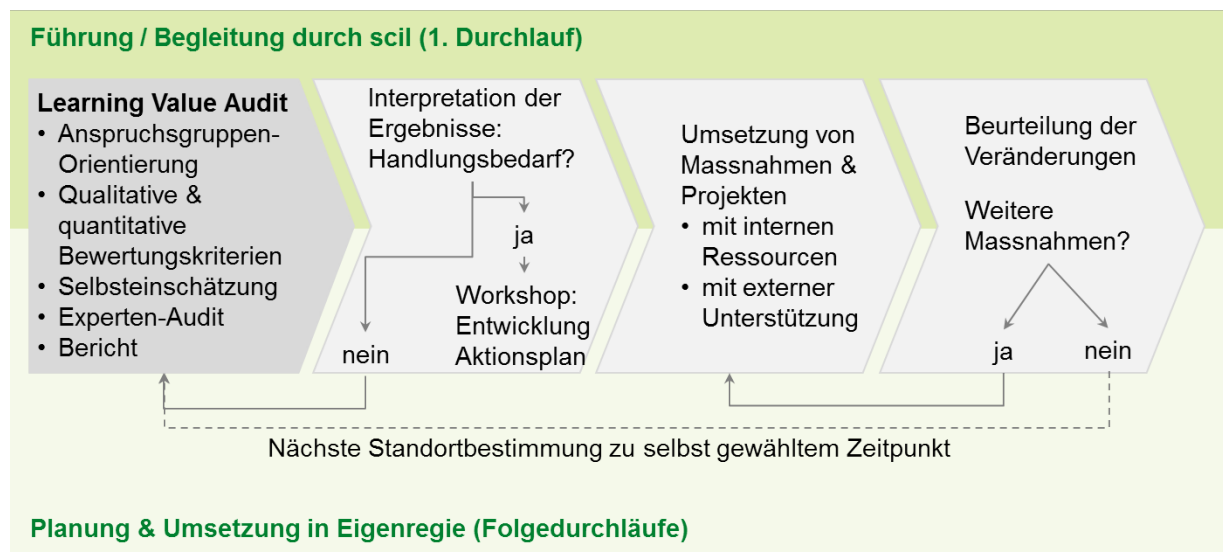 Führung / Begleitung durch scil (1. Durchlauf)
Learning Value Audit
• Anspruchsgruppen-
Orientierung
• Qualitative &
quantitative
Bewertungskriterien
• Selbsteinschätzung
• Experten-Audit
• Bericht
Interpretation der
Ergebnisse:
Handlungsbedarf?
ja
Workshop:
Entwicklung
Aktionsplan
nein
Umsetzung von
Massnahmen &
Projekten
• mit internen
Ressourcen
• mit externer
Unterstützung
Beurteilung der
Veränderungen
Weitere
Massnahmen?
ja
nein
Nächste Standortbestimmung zu selbst gewähltem Zeitpunkt
Planung & Umsetzung in Eigenregie (Folgedurchläufe)